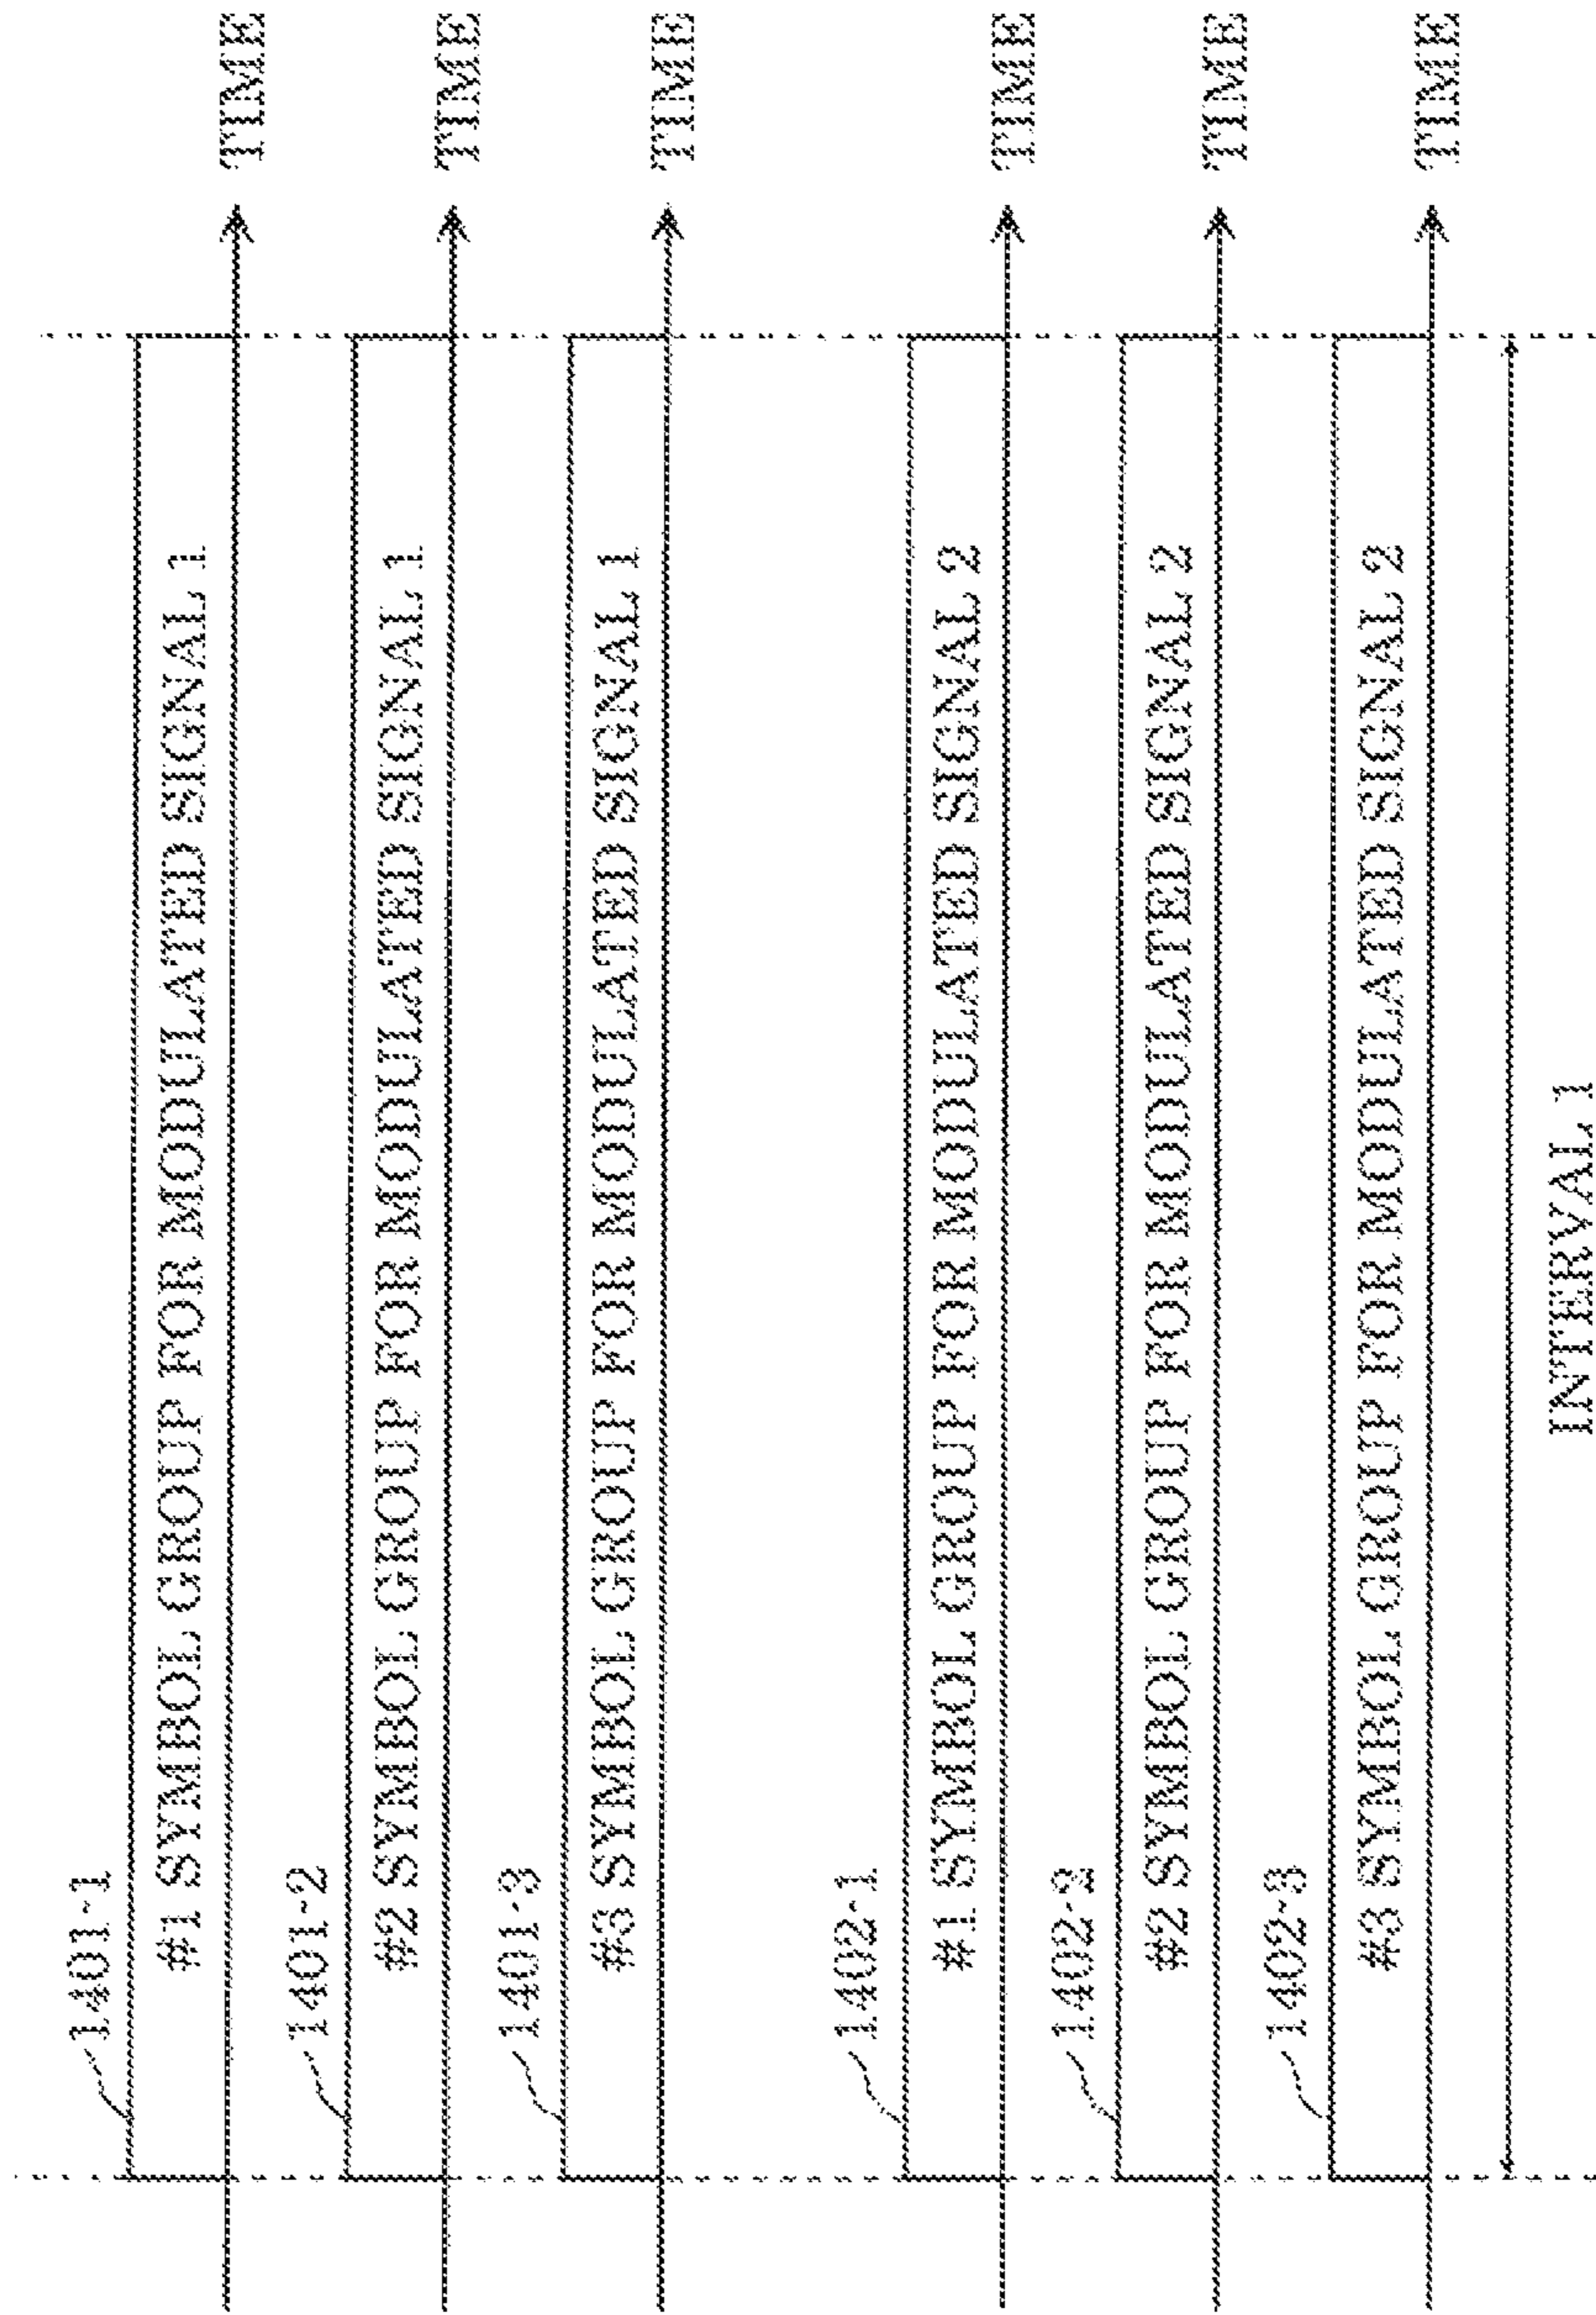 1401-1
#1 SYMBOL GROUP FOR MODULATED SIGNAL 1
TIME
1401-2
#2 SYMBOL GROUP FOR MODULATED SIGNAL 1
TIME
1401-3
#3 SYMBOL GROUP FOR MODULATED SIGNAL 1
TIME
1402-1
#1 SYMBOL GROUP FOR MODULATED SIGNAL 2
TIME
1402-2
#2 SYMBOL GROUP FOR MODULATED SIGNAL 2
TIME
1402-3
#3 SYMBOL GROUP FOR MODULATED SIGNAL 2
TIME
INTERVAL 1